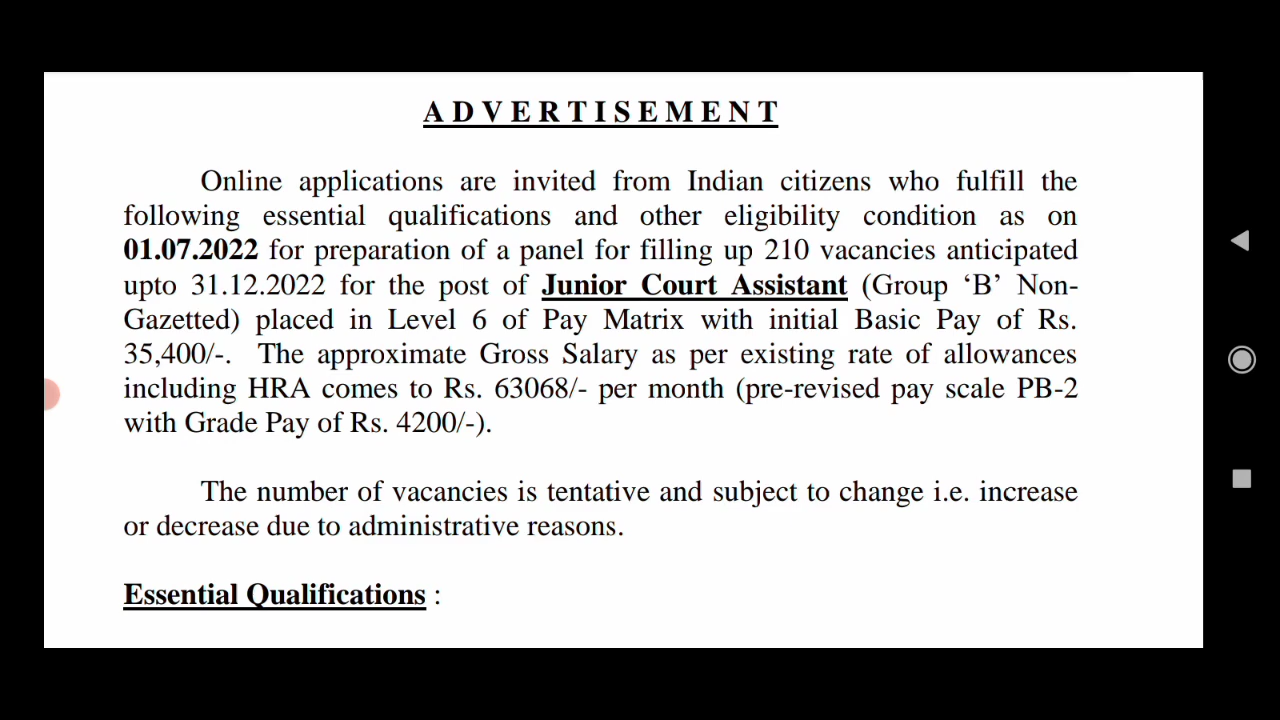 ADVERTISEMENT
Online applications are invited from Indian citizens who fulfill the
following essential qualifications and other eligibility condition as on
01.07.2022 for preparation of a panel for filling up 210 vacancies anticipated
upto 31.12.2022 for the post of Junior Court Assistant (Group ‘B’ Non-
Gazetted) placed in Level 6 of Pay Matrix with initial Basic Pay of Rs.
35,400/-. The approximate Gross Salary as per existing rate of allowances
including HRA comes to Rs. 63068/- per month (pre-revised pay scale PB-2
with Grade Pay of Rs. 4200/-).
The number of vacancies is tentative and subject to change i.e. increase
or decrease due to administrative reasons.
Essential Qualifications :